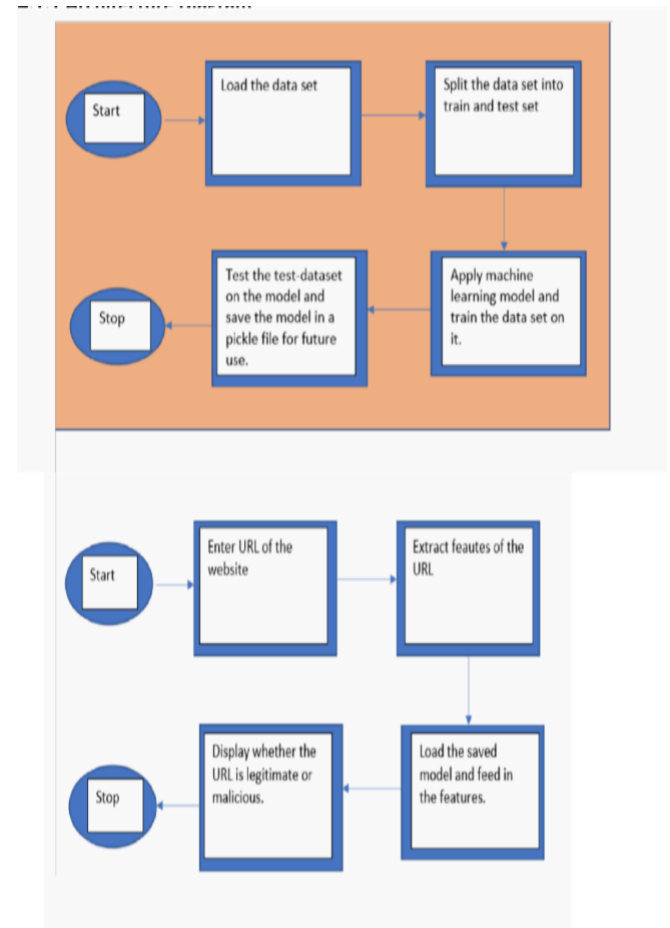 Start
Load the data set
Split the data set into
train and test set
Apply machine
learning model and
train the data set on
it.
Test the test-dataset
on the model and
save the model in a
pickle file for future
use.
Stop
Start
Enter URL of the
website
Extract feautes of the
URL
Load the saved
model and feed in
the features.
Display whether the
URL is legitimate or
malicious.
Stop